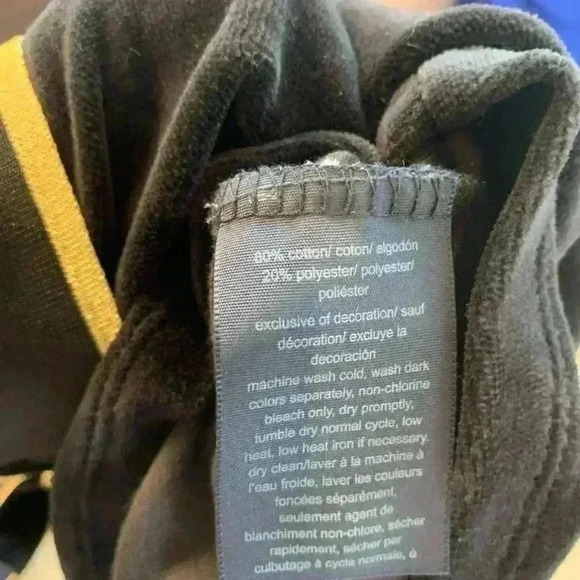 80% cotton/ coton/ algodón
20% polyester/ polyester/
poliéster
exclusive of decoration/ sauf
décoration/ excluye la
decoración
machine wash cold, wash dark
colors separately, non-chlorine
bleach only, dry promptly,
tumble dry normal cycle, low
heat, low heat iron if necessary.
dry clean/laver à la machine à
l'eau froide, laver les couleurs
foncées séparément,
seulement agent de
blanchiment non-chlore, sécher
rapidement, sécher par
culbutage à cycle normale, à